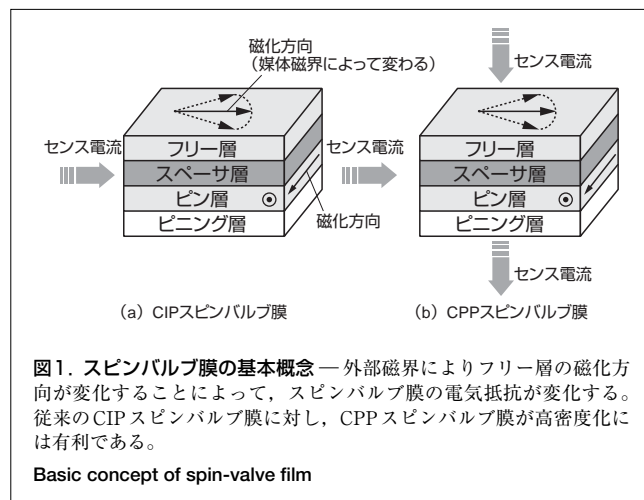 磁化方向
(媒体磁界によって変わる)
センス電流
フリー層
スペーサ層
ピン層
ピニング層
センス電流
磁化方向
(a) CIPスピンバルブ膜
センス電流
フリー層
スペーサ層
ピン層
ピニング層
センス電流
(b) CPPスピンバルブ膜
図1. スピンバルブ膜の基本概念 — 外部磁界によりフリー層の磁化方
向が変化することによって，スピンバルブ膜の電気抵抗が変化する。
従来のCIPスピンバルブ膜に対し，CPPスピンバルブ膜が高密度化に
は有利である。
Basic concept of spin-valve film